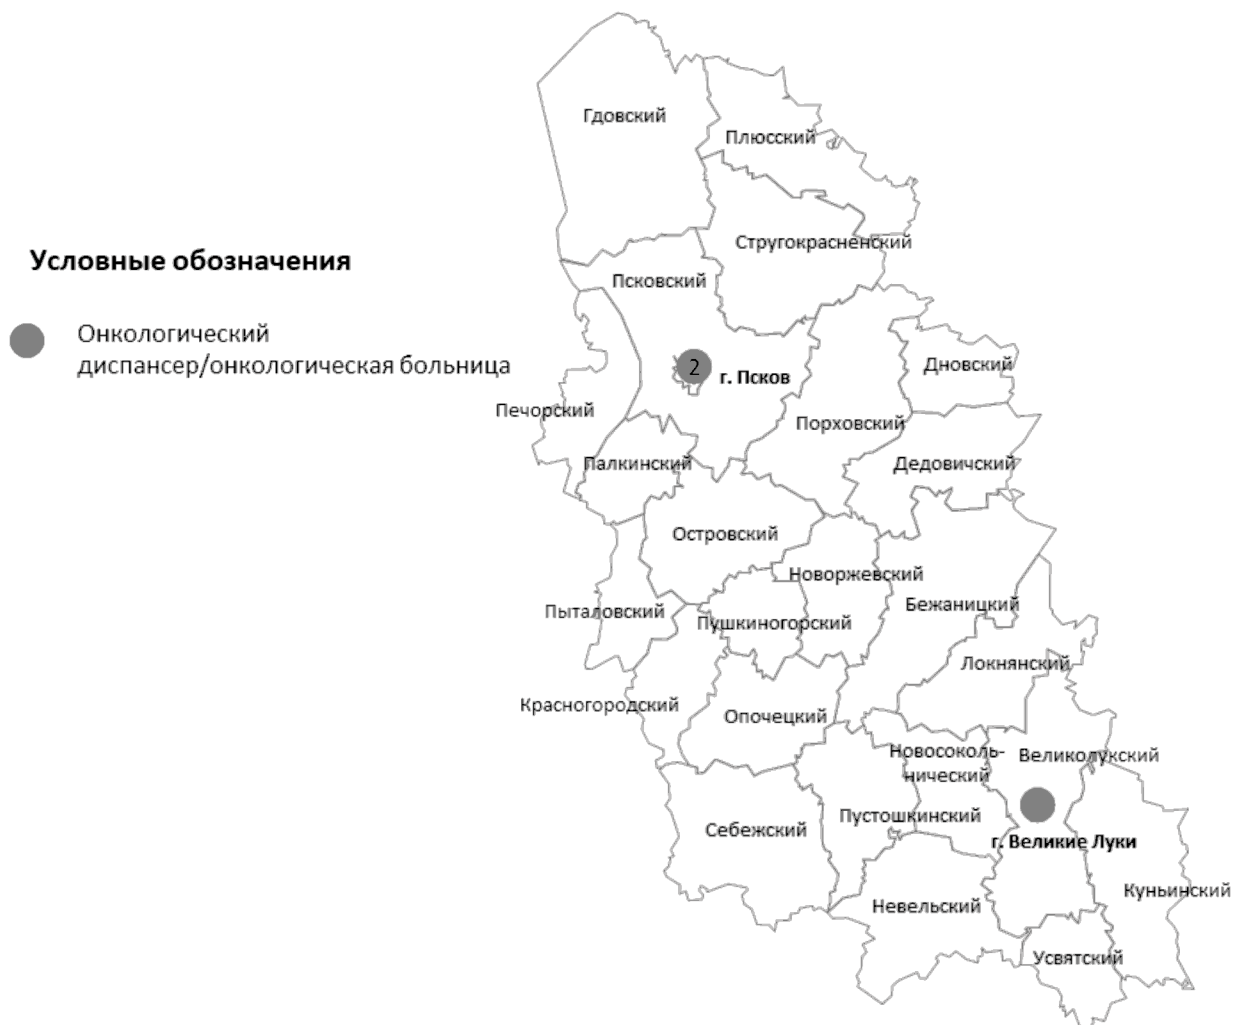 Условные обозначения
Онкологический
диспансер/онкологическая больница
Гдовский
Плюсский
Стругокрасненский
Псковский
2
г. Псков
Дновский
Печорский
Порховский
Палкинский
Дедовичский
Островский
Новоржевский
Бежаницкий
Пыталовский
Пушкиногорский
Локнянский
Красногородский
Опочецкий
Новосоколь-
нический
Великолукский
Себежский
Пустошкинский
г. Великие Луки
Куньинский
Невельский
Усвятский